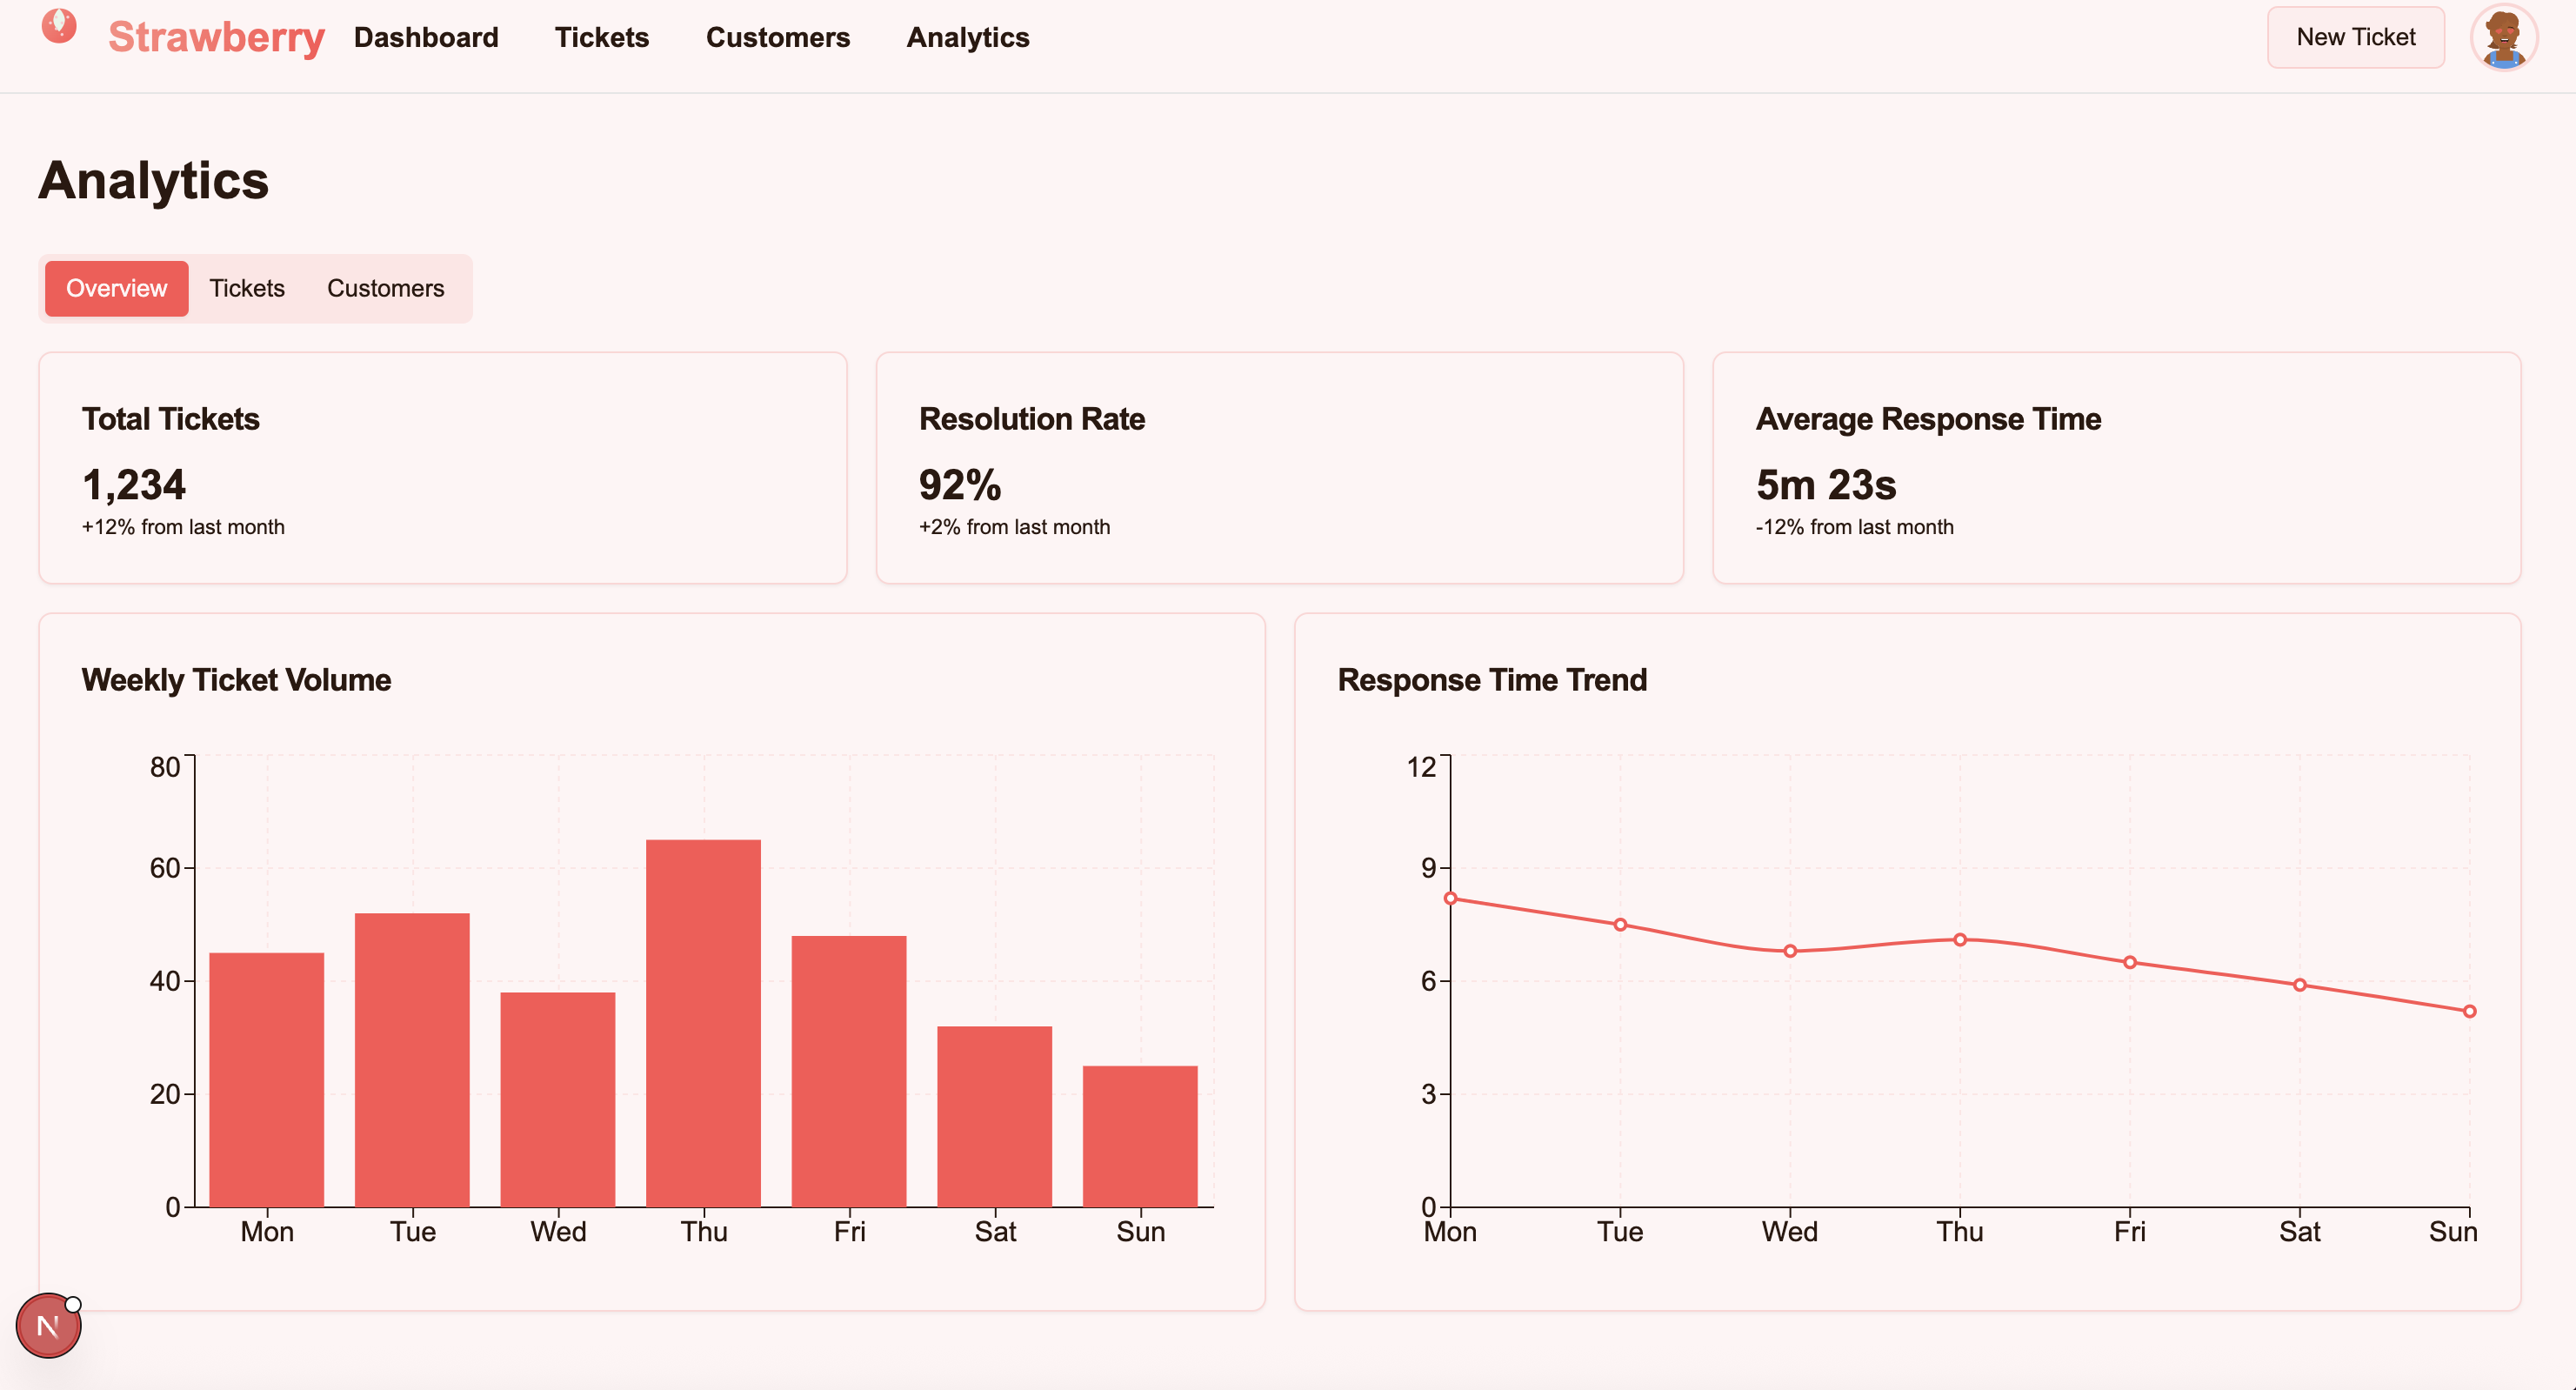 Strawberry Dashboard Tickets Customers Analytics New Ticket
Analytics
Overview Tickets Customers
Total Tickets
1,234
+12% from last month
Resolution Rate
92%
+2% from last month
Average Response Time
5m 23s
-12% from last month
Weekly Ticket Volume
80
60
40
20
0
Mon Tue Wed Thu Fri Sat Sun
Response Time Trend
12
9
6
3
0
Mon Tue Wed Thu Fri Sat Sun
N